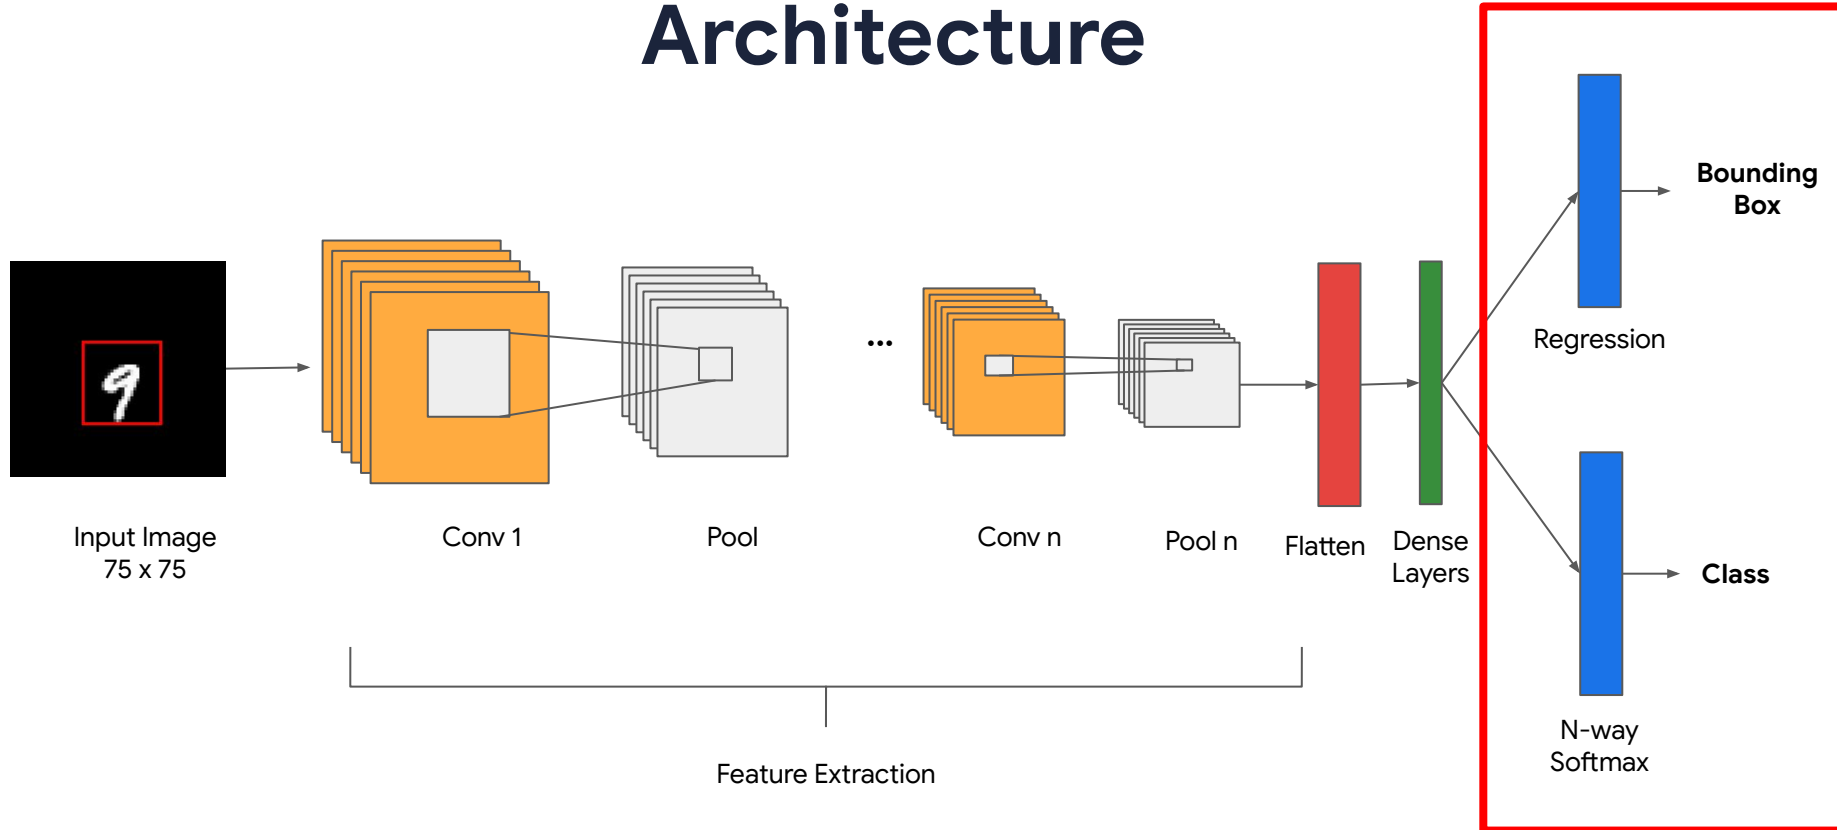 Architecture
Input Image
75 x 75
Conv 1
Pool
...
Conv n
Pool n
Flatten
Dense
Layers
Regression
Bounding
Box
N-way
Softmax
Class
Feature Extraction
9